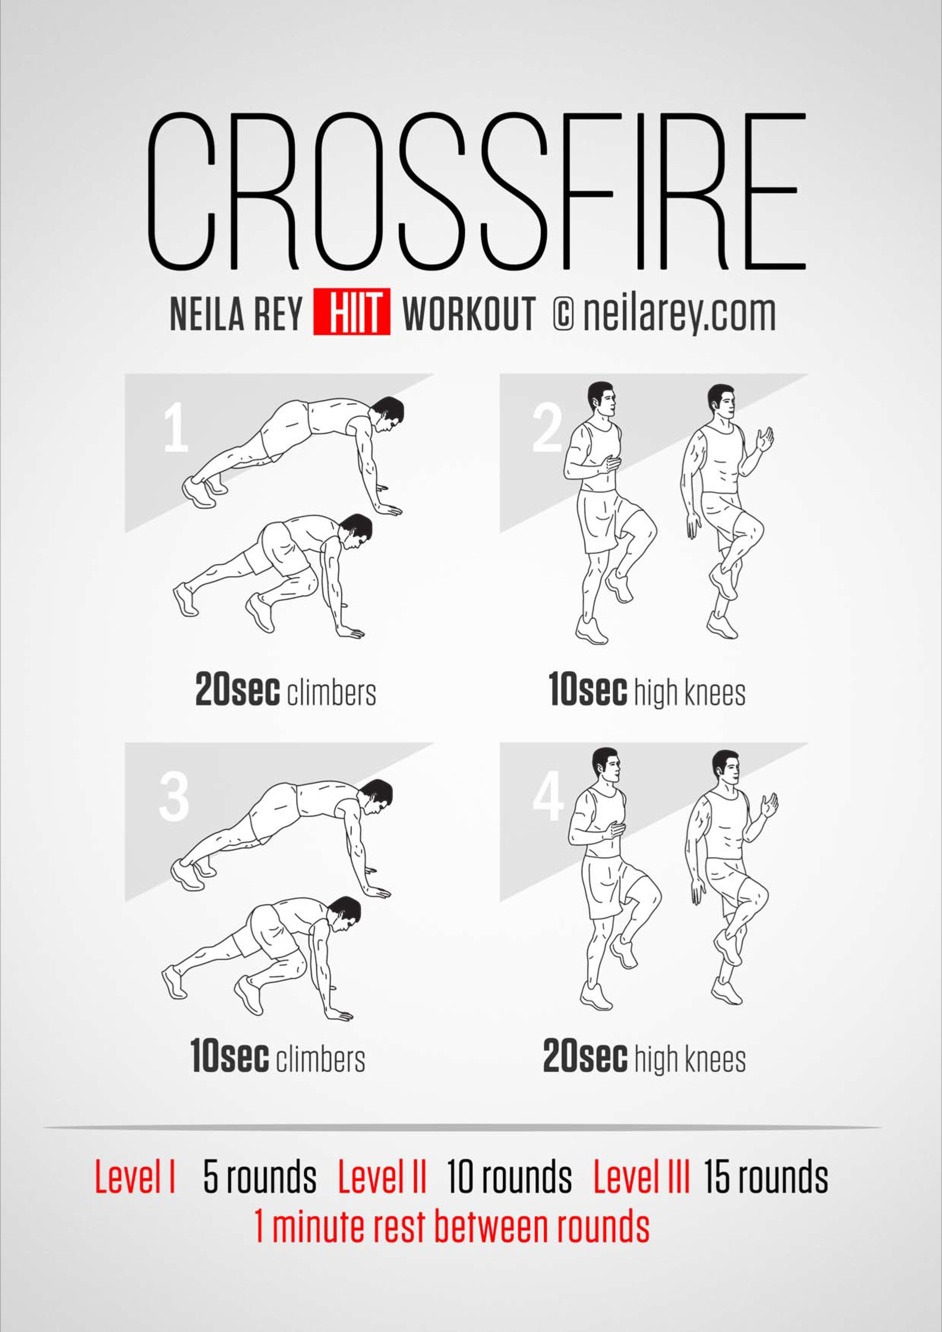 CROSSFIRE
NEILA REY HIIT WORKOUT © neilarey.com
1
2
20sec climbers
10sec high knees
3
4
10sec climbers
20sec high knees
Level I 5 rounds Level II 10 rounds Level III 15 rounds
1 minute rest between rounds